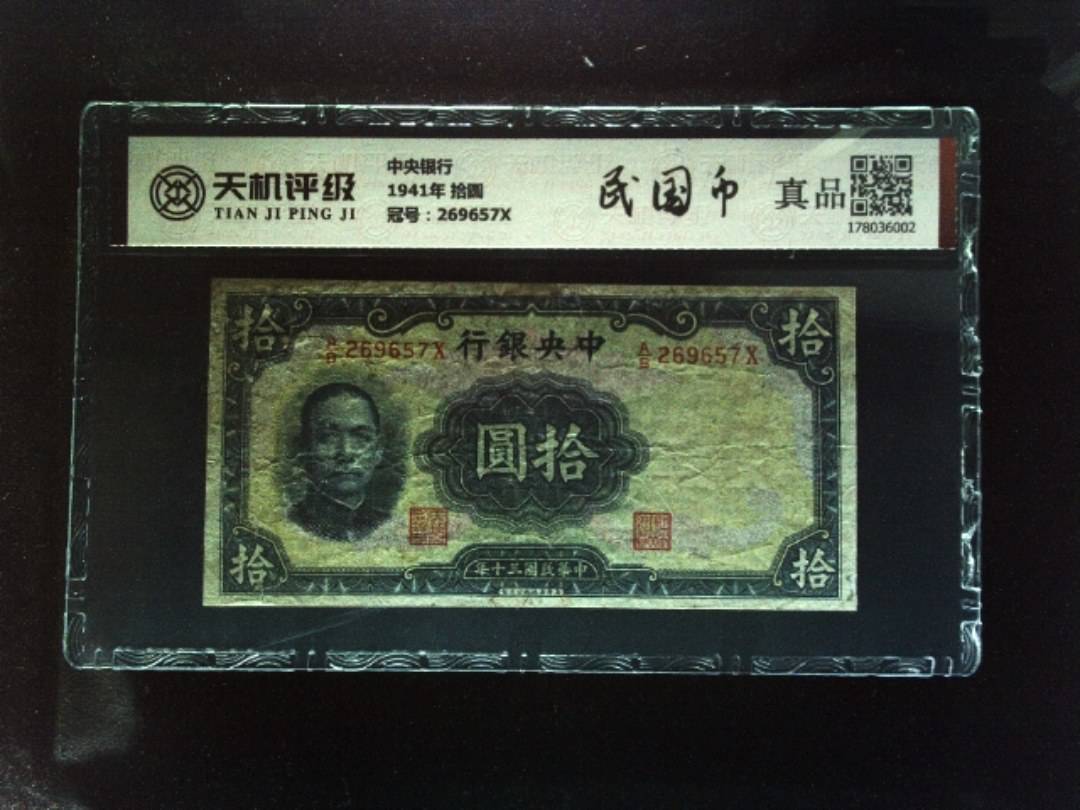 天机评级
TIAN JI PING JI
中央银行
1941年 拾圆
冠号：269657X
民国币
真品
178036002
拾
拾
A/B 269657X
行銀央中
A/B 269657X
圓拾
年十三國民華中
拾
拾